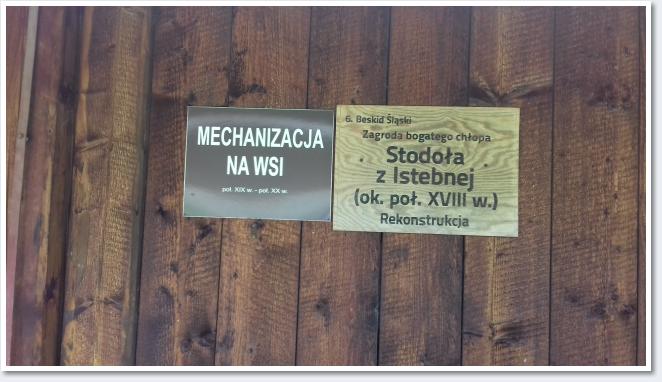 MECHANIZACJA
NA WSI
poł. XIX w. - poł. XX w.
6. Beskid Śląski
Zagroda bogatego chłopa
Stodoła
z Istebnej
(ok. poł. XVIII w.)
Rekonstrukcja